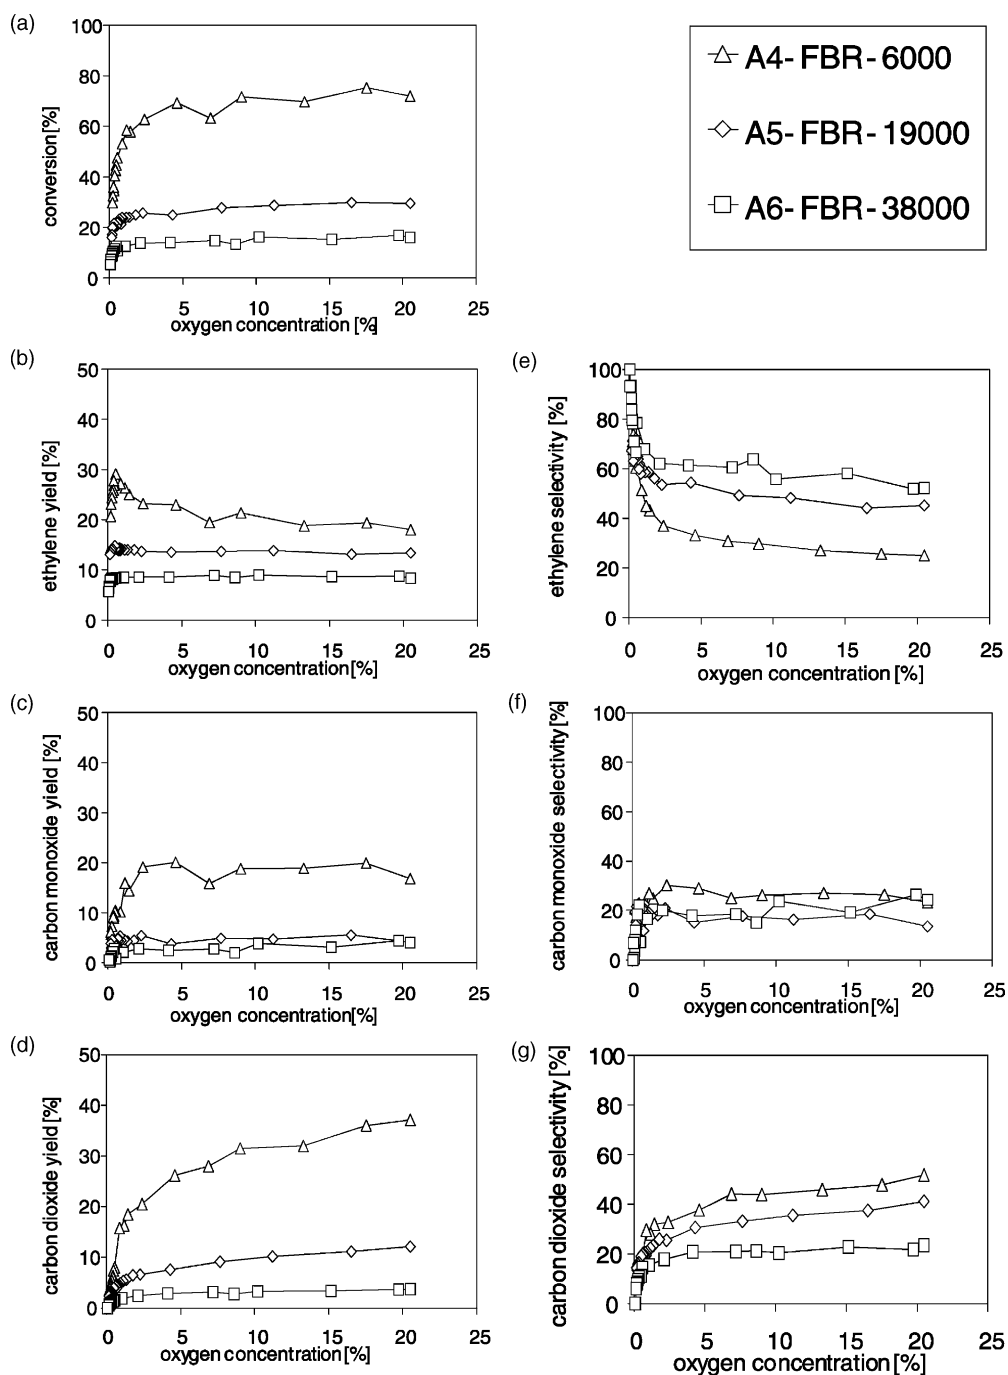 (a)
100
80
60
40
20
0
conversion[%]
0 5 10 15 20 25
oxygen concentration [%]
A4- FBR- 6000
A5- FBR- 19000
A6- FBR- 38000
(b)
50
40
30
20
10
0
ethylene yield [%]
0 5 10 15 20 25
oxygen concentration[%]
(e)
100
80
60
40
20
0
ethylene selectivity [%]
0 5 10 15 20 25
oxygen concentration [%]
(c)
50
40
30
20
10
0
carbon monoxide yield [%]
0 5 10 15 20 25
oxygen concentration[%]
(f)
100
80
60
40
20
0
carbon monoxide selectivity [%]
0 5 10 15 20 25
oxygen concentration [%]
(d)
50
40
30
20
10
0
carbon dioxide yield [%]
0 5 10 15 20 25
oxygen concentration [%]
(g)
100
80
60
40
20
0
carbon dioxide selectivity [%]
0 5 10 15 20 25
oxygen concentration [%]